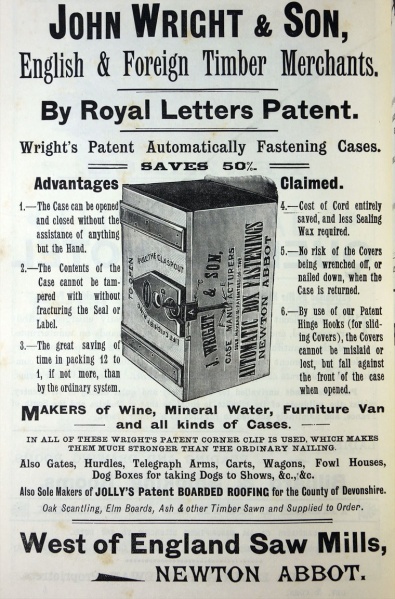 JOHN WRIGHT & SON,
English & Foreign Timber Merchants.
By Royal Letters Patent.
Wright's Patent Automatically Fastening Cases.
SAVES 50%.
Advantages
1.—The Case can be opened
and closed without the
assistance of anything
but the Hand.
2.—The Contents of the
Case cannot be tam-
pered with without
fracturing the Seal or
Label.
3.—The great saving of
time in packing 12 to
1, if not more, than
by the ordinary system.
TO OPEN
PULL THE CLASP OUT
J. WRIGHT & SON,
CASE MANUFACTURERS
AUTOMATIC BOX FASTENINGS
NEWTON ABBOT
Claimed.
4.—Cost of Cord entirely
saved, and less Sealing
Wax required.
5.—No risk of the Covers
being wrenched off, or
nailed down, when the
Case is returned.
6.—By use of our Patent
Hinge Hooks (for slid-
ing Covers), the Covers
cannot be mislaid or
lost, but fall against
the front of the case
when opened.
MAKERS of Wine, Mineral Water, Furniture Van
and all kinds of Cases.
IN ALL OF THESE WRIGHT'S PATENT CORNER CLIP IS USED, WHICH MAKES
THEM MUCH STRONGER THAN THE ORDINARY NAILING.
Also Gates, Hurdles, Telegraph Arms, Carts, Wagons, Fowl Houses,
Dog Boxes for taking Dogs to Shows, &c., &c.
Also Sole Makers of JOLLY'S Patent BOARDED ROOFING for the County of Devonshire.
Oak Scantling, Elm Boards, Ash & other Timber Sawn and Supplied to Order.
West of England Saw Mills,
NEWTON ABBOT.